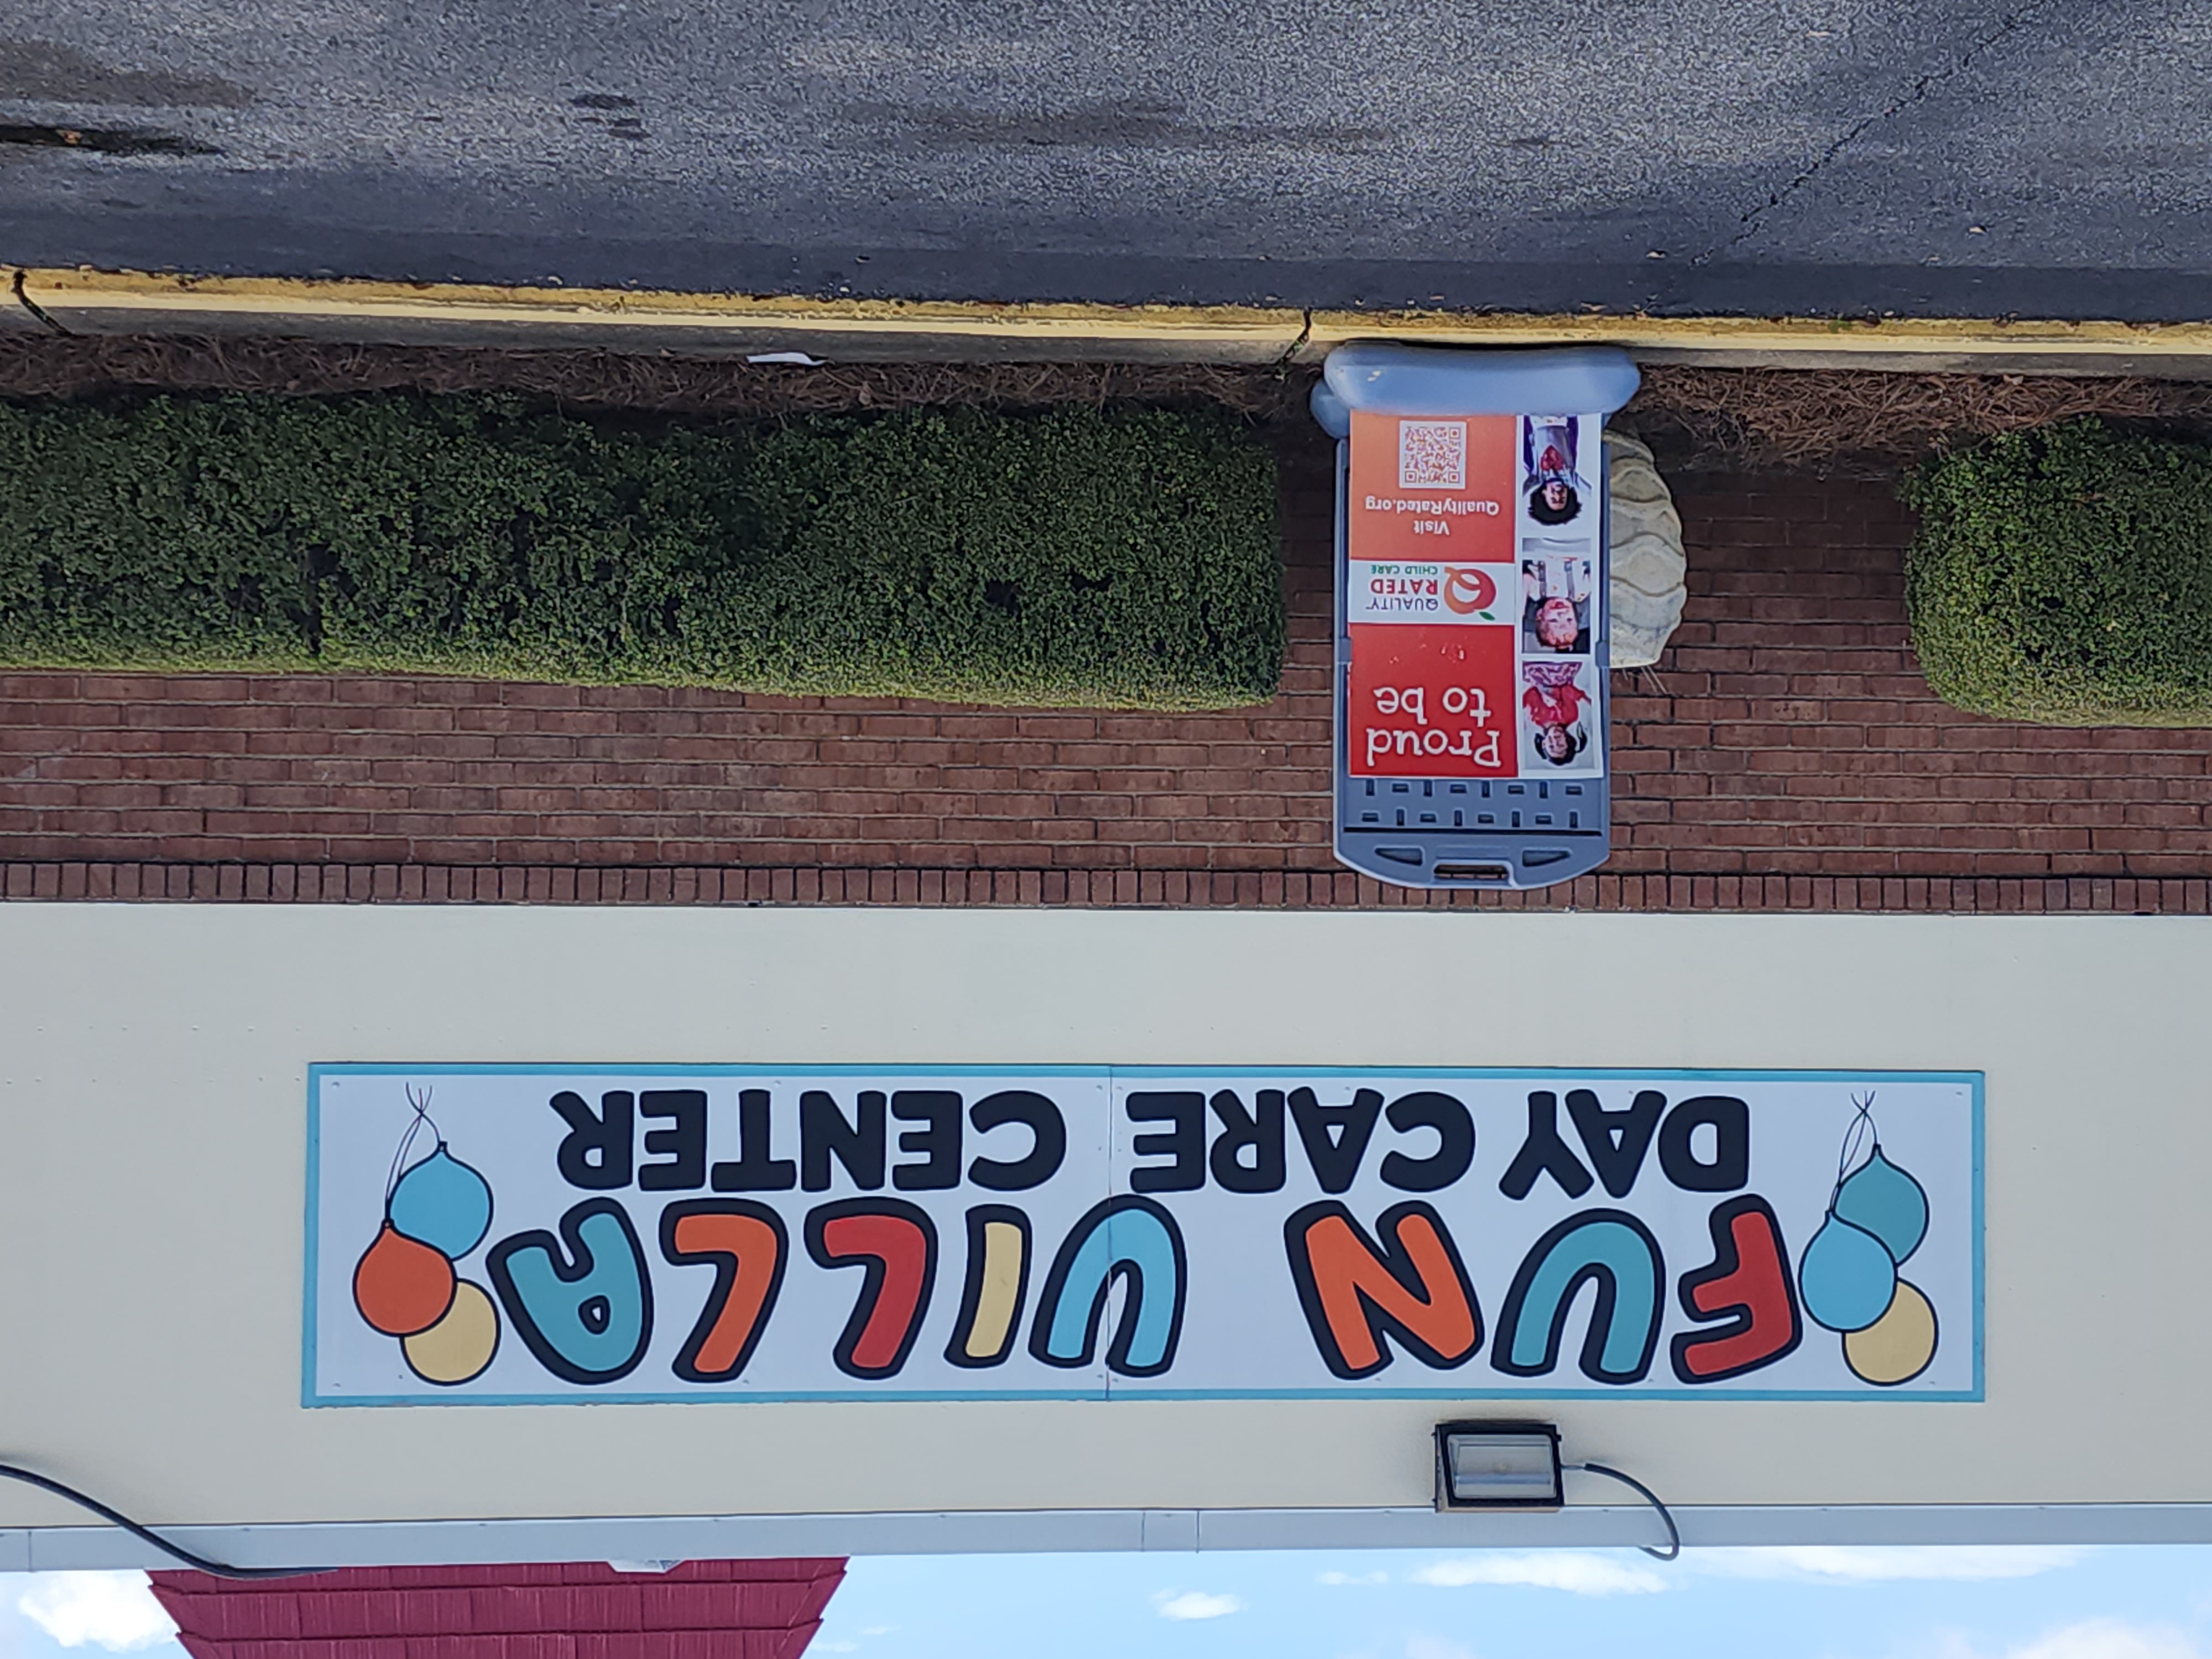 FUN VILLA
DAY CARE CENTER
Proud
to be
QUALITY
RATED
CHILD CARE
Visit
QualityRated.org